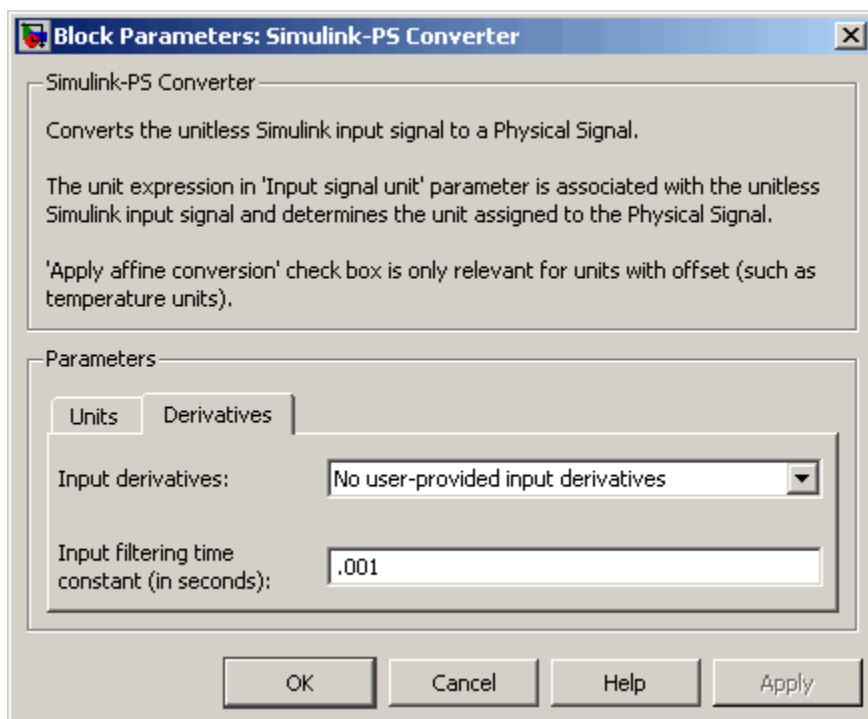 Block Parameters: Simulink-PS Converter
Simulink-PS Converter
Converts the unitless Simulink input signal to a Physical Signal.
The unit expression in 'Input signal unit' parameter is associated with the unitless
Simulink input signal and determines the unit assigned to the Physical Signal.
'Apply affine conversion' check box is only relevant for units with offset (such as
temperature units).
Parameters
Units Derivatives
Input derivatives: No user-provided input derivatives
Input filtering time
constant (in seconds): .001
OK Cancel Help Apply